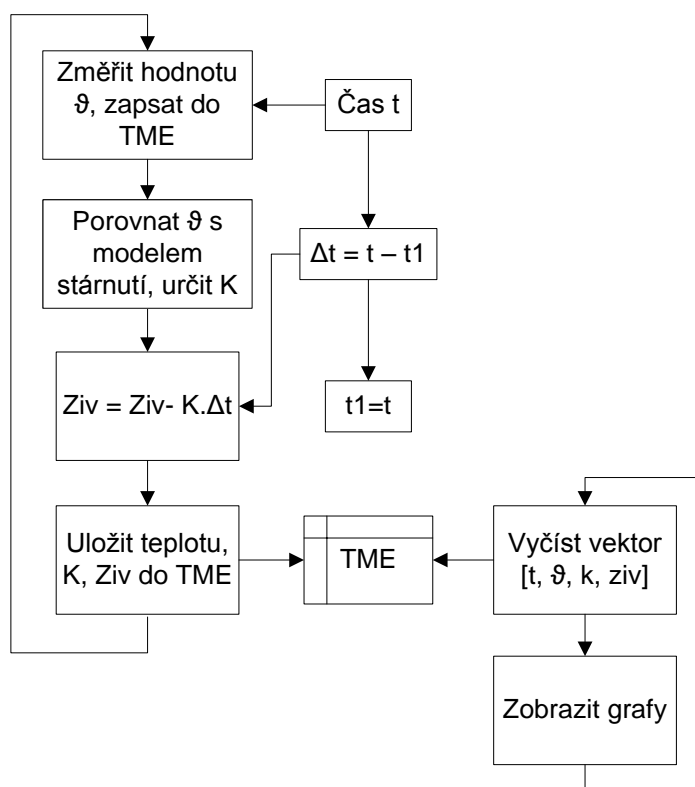 Změřit hodnotu
ϑ, zapsat do
TME
Čas t
Porovnat ϑ s
modelem
stárnutí, určit K
Δt = t – t1
Ziv = Ziv- K.Δt
t1=t
Uložit teplotu,
K, Ziv do TME
TME
Vyčíst vektor
[t, ϑ, k, ziv]
Zobrazit grafy